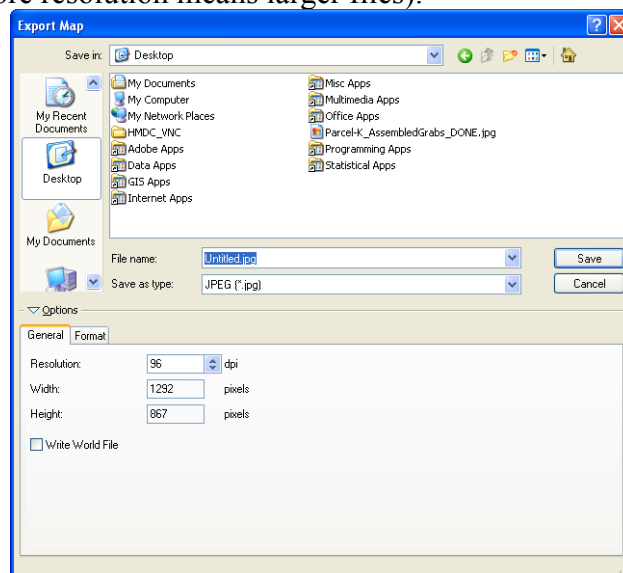 ore resolution means larger files).
Export Map
Save in: Desktop
My Recent Documents
Desktop
My Documents
My Documents
My Computer
My Network Places
HMDC_VNC
Adobe Apps
Data Apps
GIS Apps
Internet Apps
Misc Apps
Multimedia Apps
Office Apps
Parcel-K_AssembledGrabs_DONE.jpg
Programming Apps
Statistical Apps
File name: Untitled.jpg Save
Save as type: JPEG (*.jpg) Cancel
Options
General Format
Resolution: 96 dpi
Width: 1292 pixels
Height: 867 pixels
Write World File